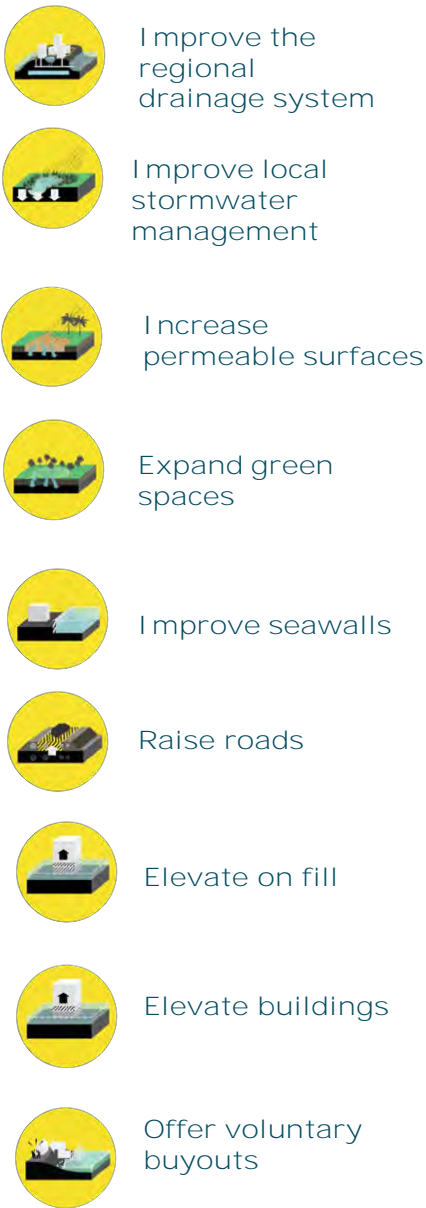 Improve the
regional
drainage system
Improve local
stormwater
management
Increase
permeable surfaces
Expand green
spaces
Improve seawalls
Raise roads
Elevate on fill
Elevate buildings
Offer voluntary
buyouts